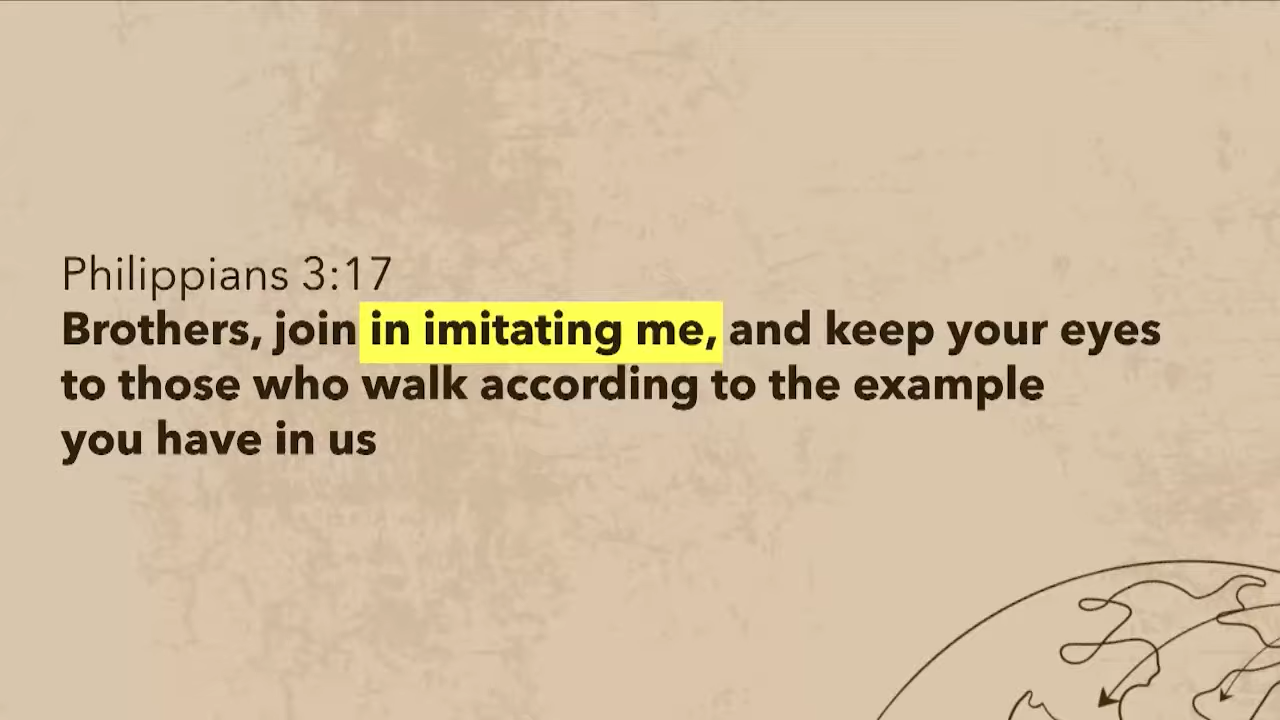 Philippians 3:17
Brothers, join in imitating me, and keep your eyes
to those who walk according to the example
you have in us